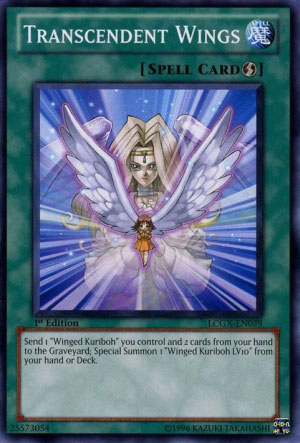 TRANSCENDENT WINGS
[SPELL CARD]
LCGX-EN079
1st Edition
Send 1 "Winged Kuriboh" you control and 2 cards from your
hand to the Graveyard; Special Summon 1 "Winged Kuriboh LV10" from
your hand or Deck.
25573054
©1996 KAZUKI TAKAHASHI